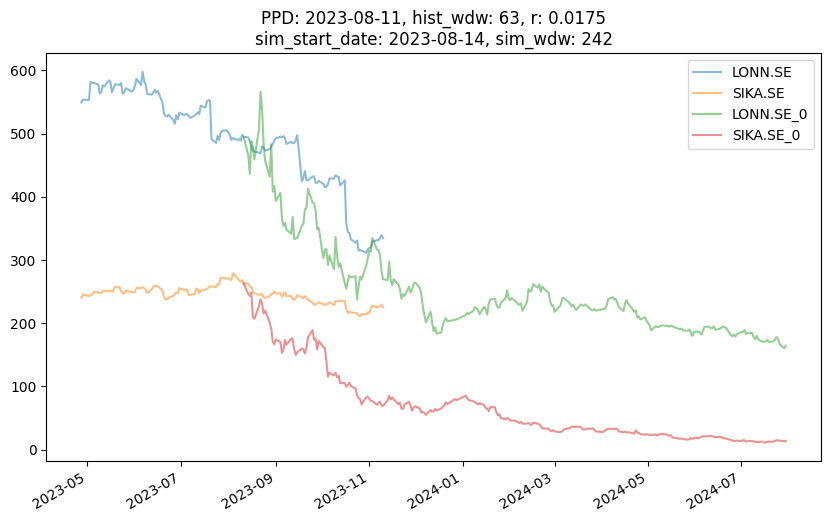 PPD: 2023-08-11, hist_wdw: 63, r: 0.0175
sim_start_date: 2023-08-14, sim_wdw: 242
LONN.SE
SIKA.SE
LONN.SE_0
SIKA.SE_0
600
500
400
300
200
100
0
2023-05
2023-07
2023-09
2023-11
2024-01
2024-03
2024-05
2024-07